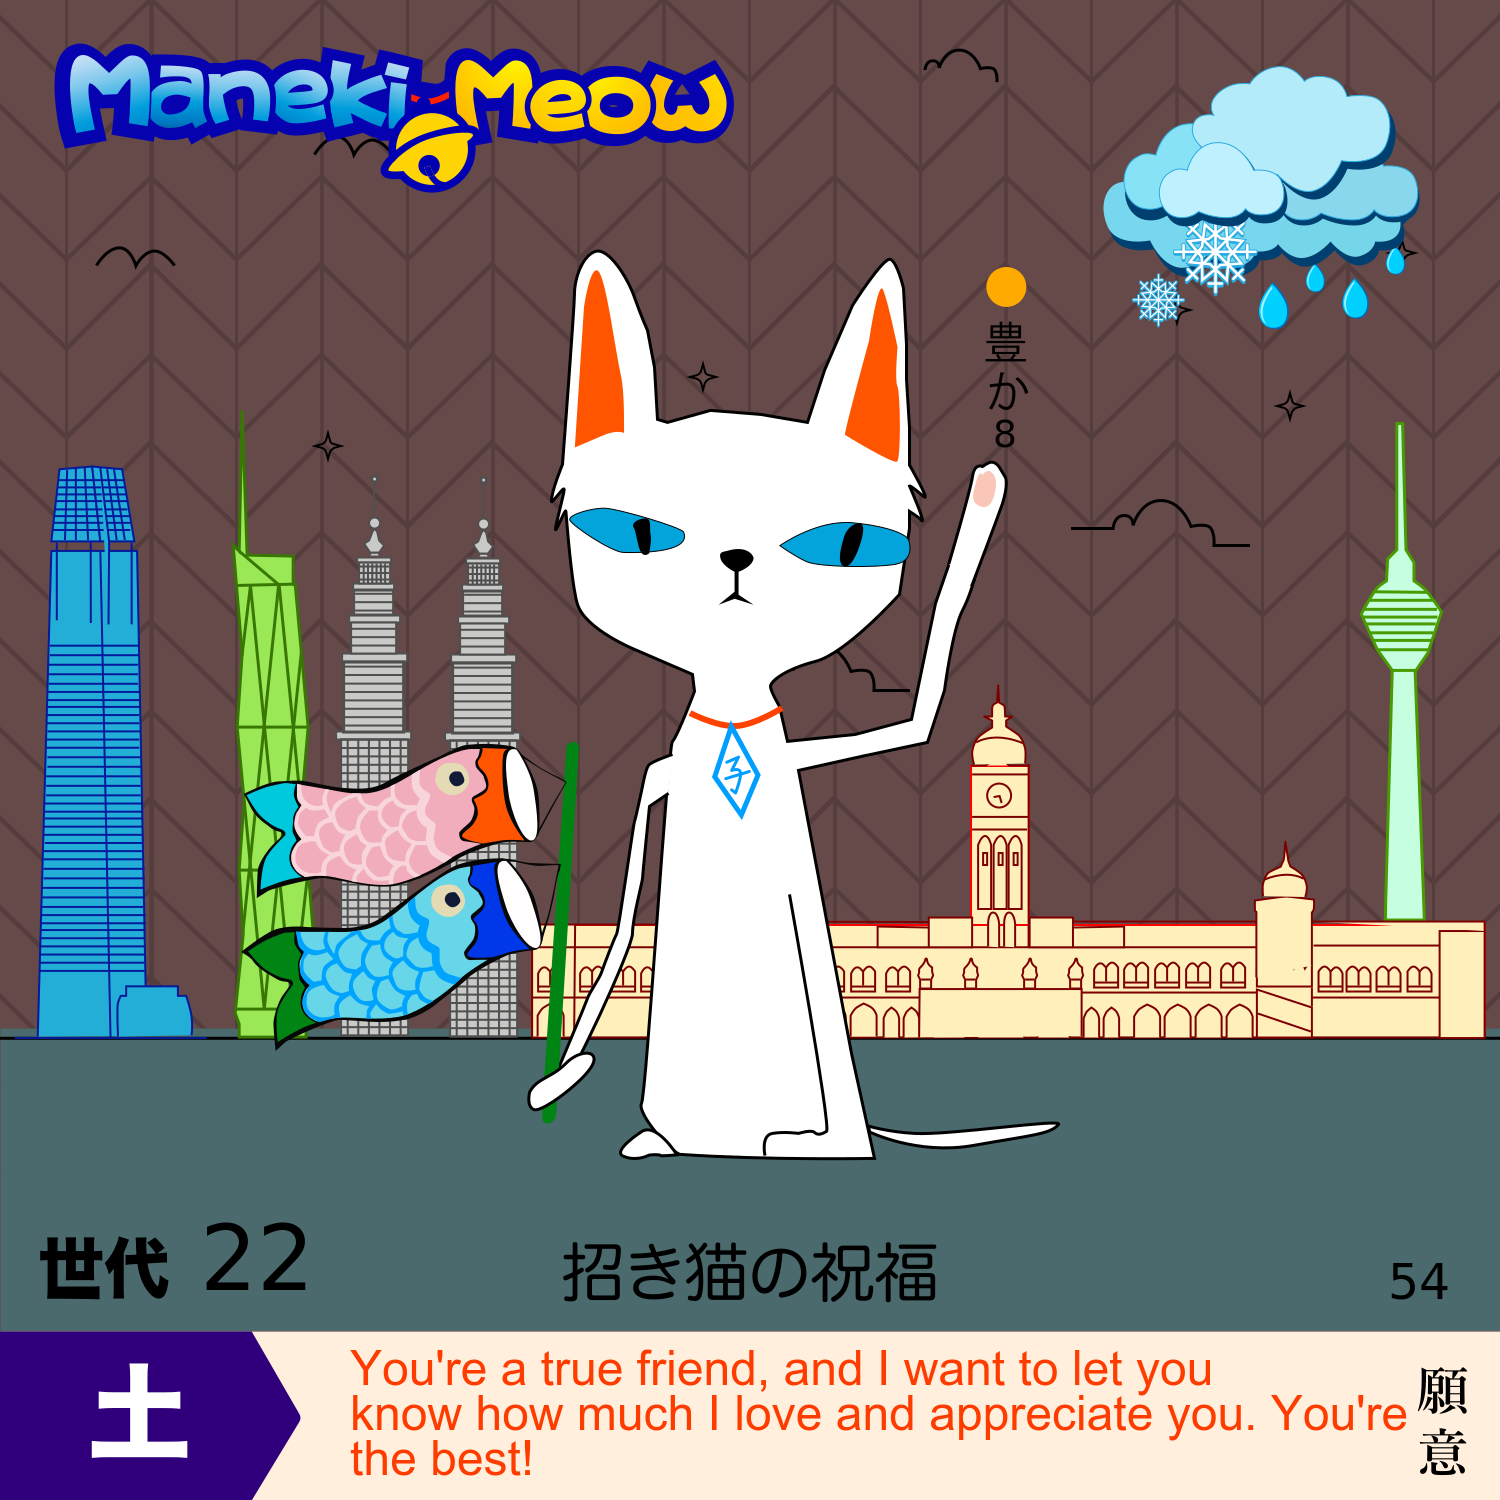 Maneki-Meow
豊か8
子
世代 22
招き猫の祝福
54
土
You're a true friend, and I want to let you
know how much I love and appreciate you. You're
the best!
願意